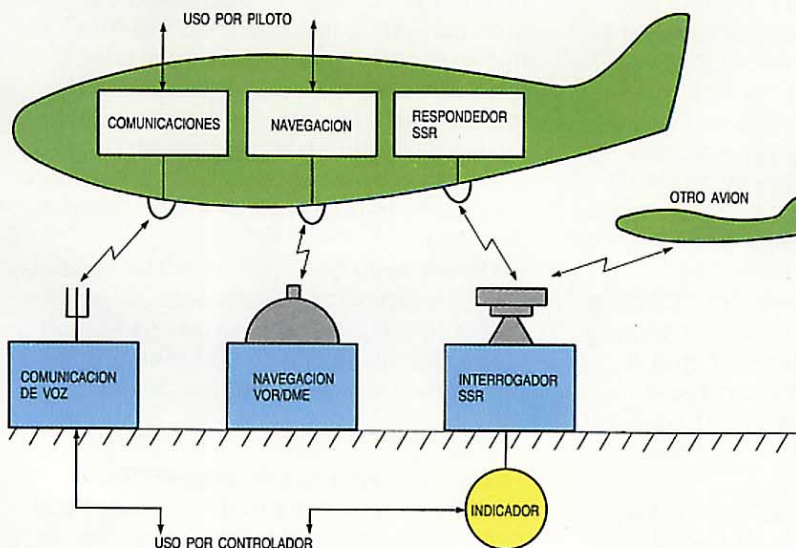 USO POR PILOTO
COMUNICACIONES
NAVEGACION
RESPONDEDOR
SSR
OTRO AVION
COMUNICACION
DE VOZ
NAVEGACION
VOR/DME
INTERROGADOR
SSR
INDICADOR
USO POR CONTROLADOR